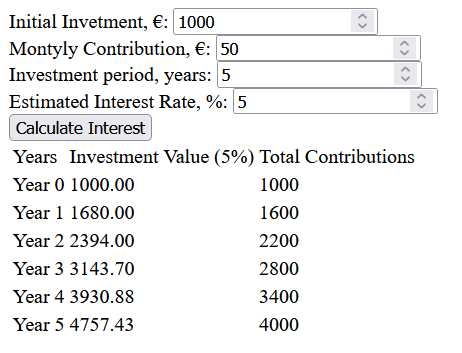 Initial Invetment, €: 1000
Montyly Contribution, €: 50
Investment period, years: 5
Estimated Interest Rate, %: 5
Calculate Interest
Years Investment Value (5%) Total Contributions
Year 0 1000.00 1000
Year 1 1680.00 1600
Year 2 2394.00 2200
Year 3 3143.70 2800
Year 4 3930.88 3400
Year 5 4757.43 4000